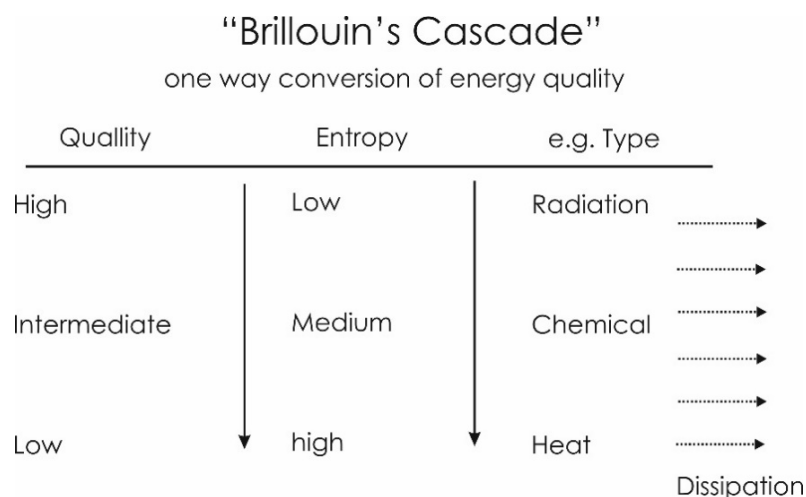 “Brillouin’s Cascade”
one way conversion of energy quality
Quallity Entropy e.g. Type
High Low Radiation
Intermediate Medium Chemical
Low high Heat
Dissipation